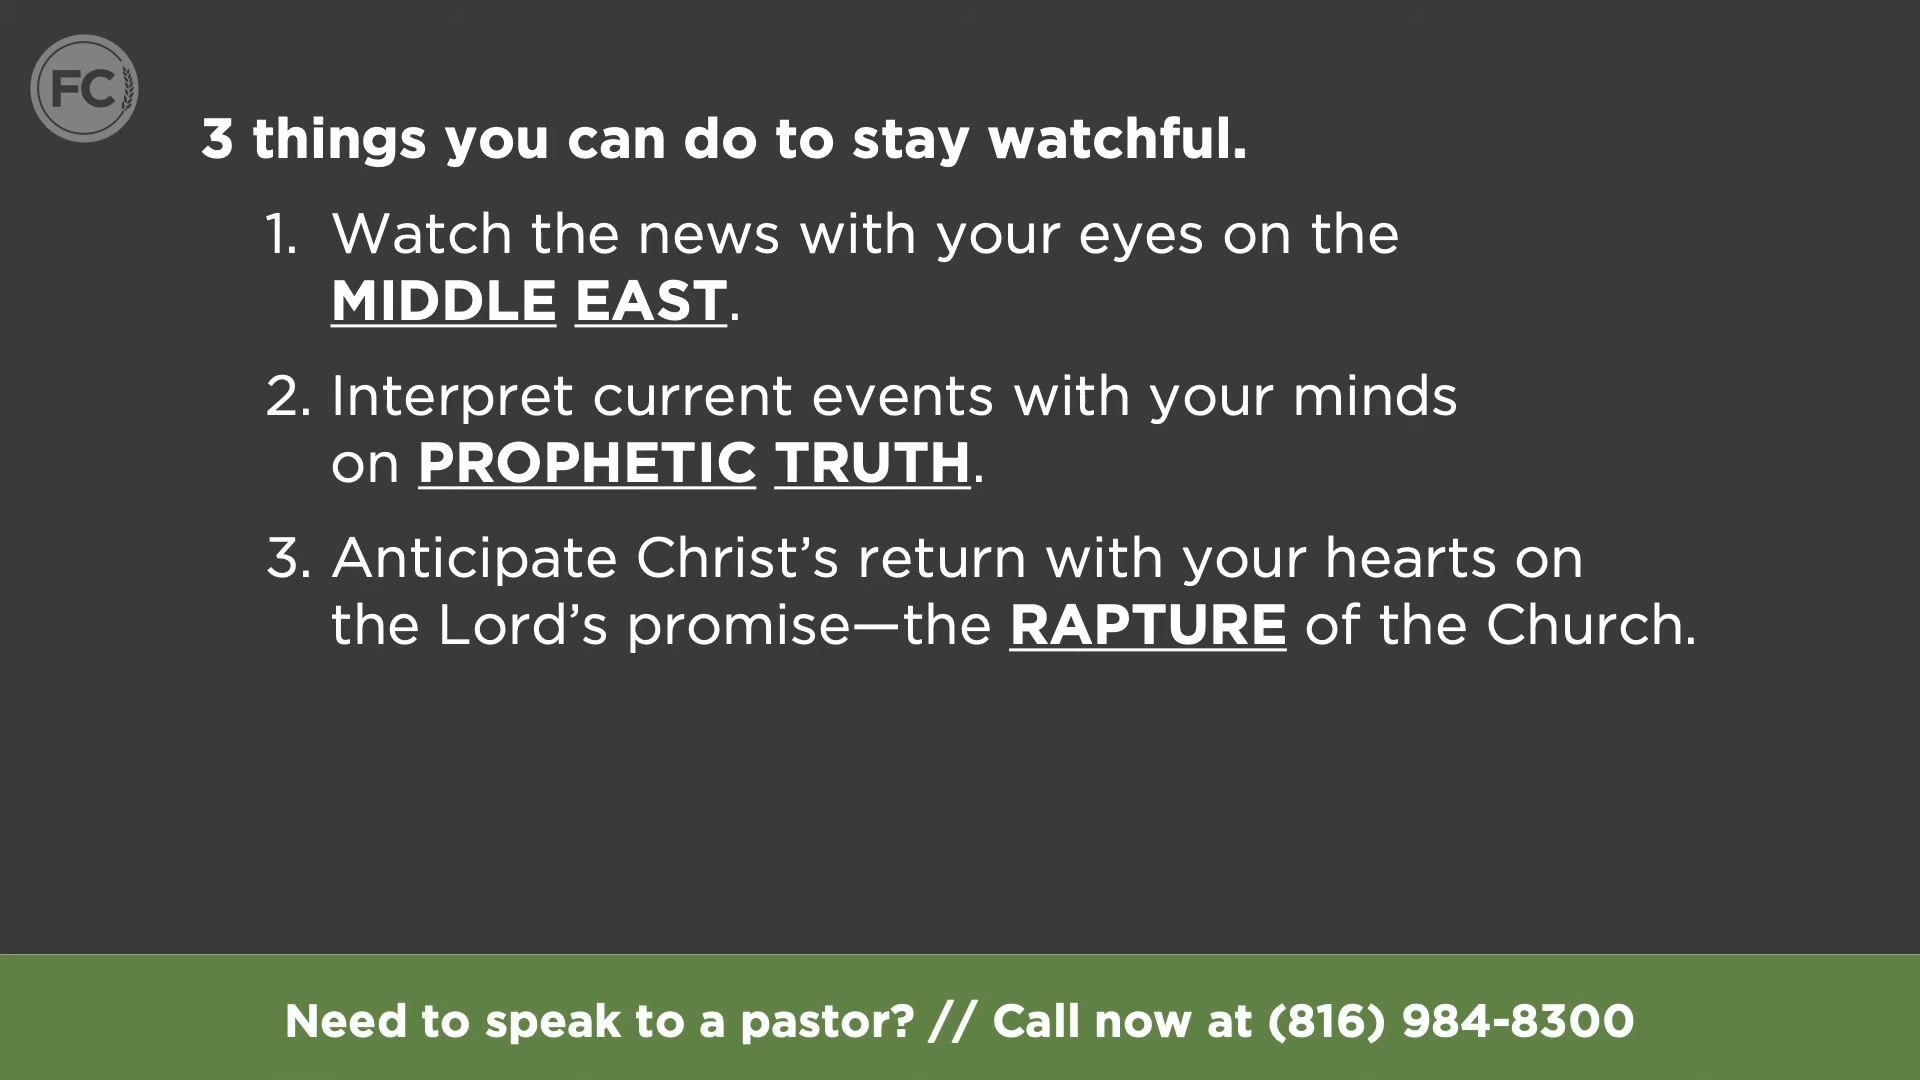 FC
3 things you can do to stay watchful.
1. Watch the news with your eyes on the
MIDDLE EAST.
2. Interpret current events with your minds
on PROPHETIC TRUTH.
3. Anticipate Christ’s return with your hearts on
the Lord’s promise—the RAPTURE of the Church.
Need to speak to a pastor? // Call now at (816) 984-8300